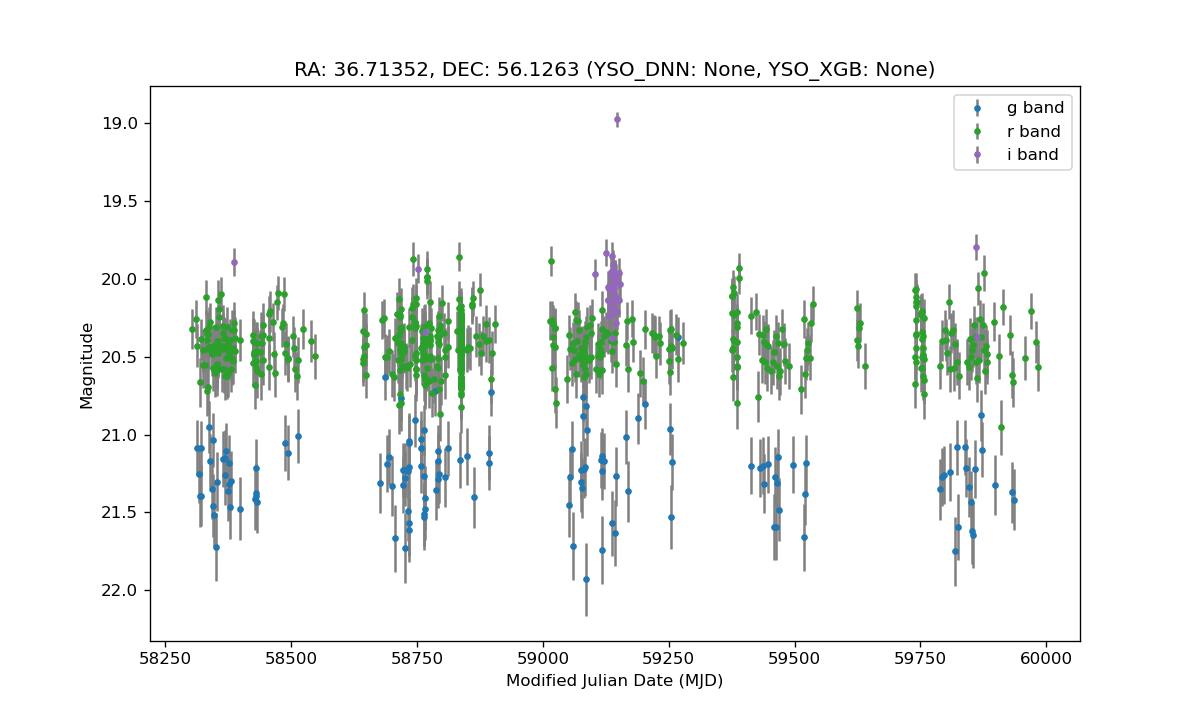 RA: 36.71352, DEC: 56.1263 (YSO_DNN: None, YSO_XGB: None)
g band
r band
i band
19.0
19.5
20.0
20.5
21.0
21.5
22.0
Magnitude
58250 58500 58750 59000 59250 59500 59750 60000
Modified Julian Date (MJD)